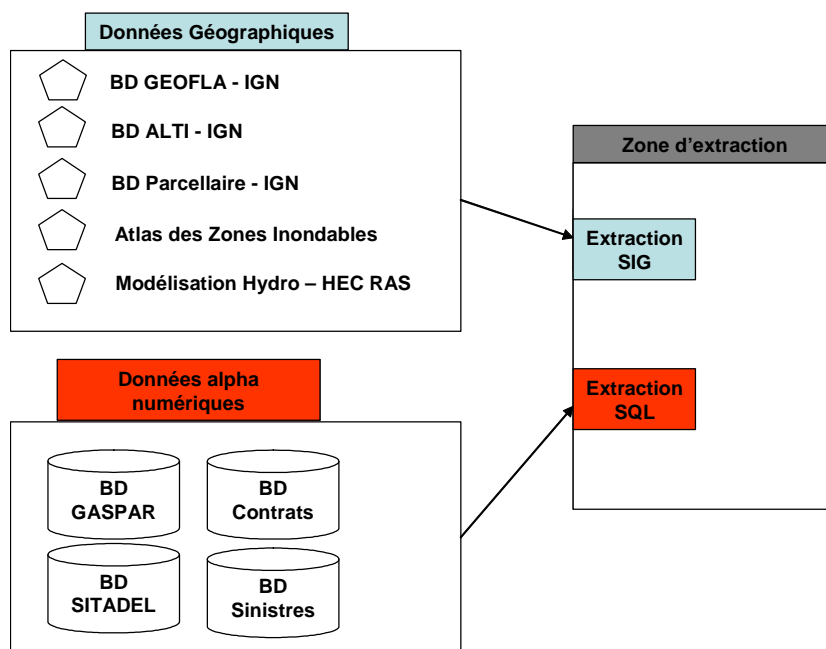 Données Géographiques
BD GEOFLA - IGN
BD ALTI - IGN
BD Parcellaire - IGN
Atlas des Zones Inondables
Modélisation Hydro – HEC RAS
Zone d'extraction
Extraction
SIG
Données alpha
numériques
Extraction
SQL
BD
GASPAR
BD
Contrats
BD
SITADEL
BD
Sinistres